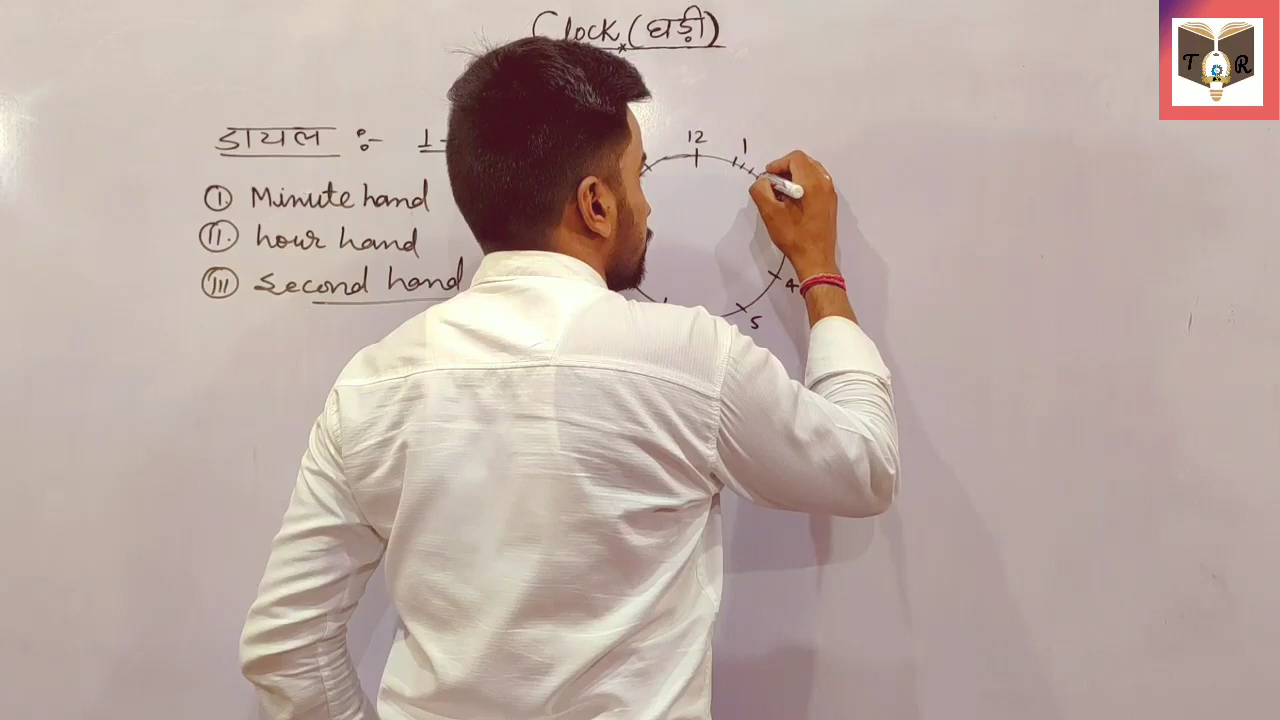 Clock (घड़ी)
डायल :- 1-
I. Minute hand
II. hour hand
III Second hand
12
1
4
5
T R